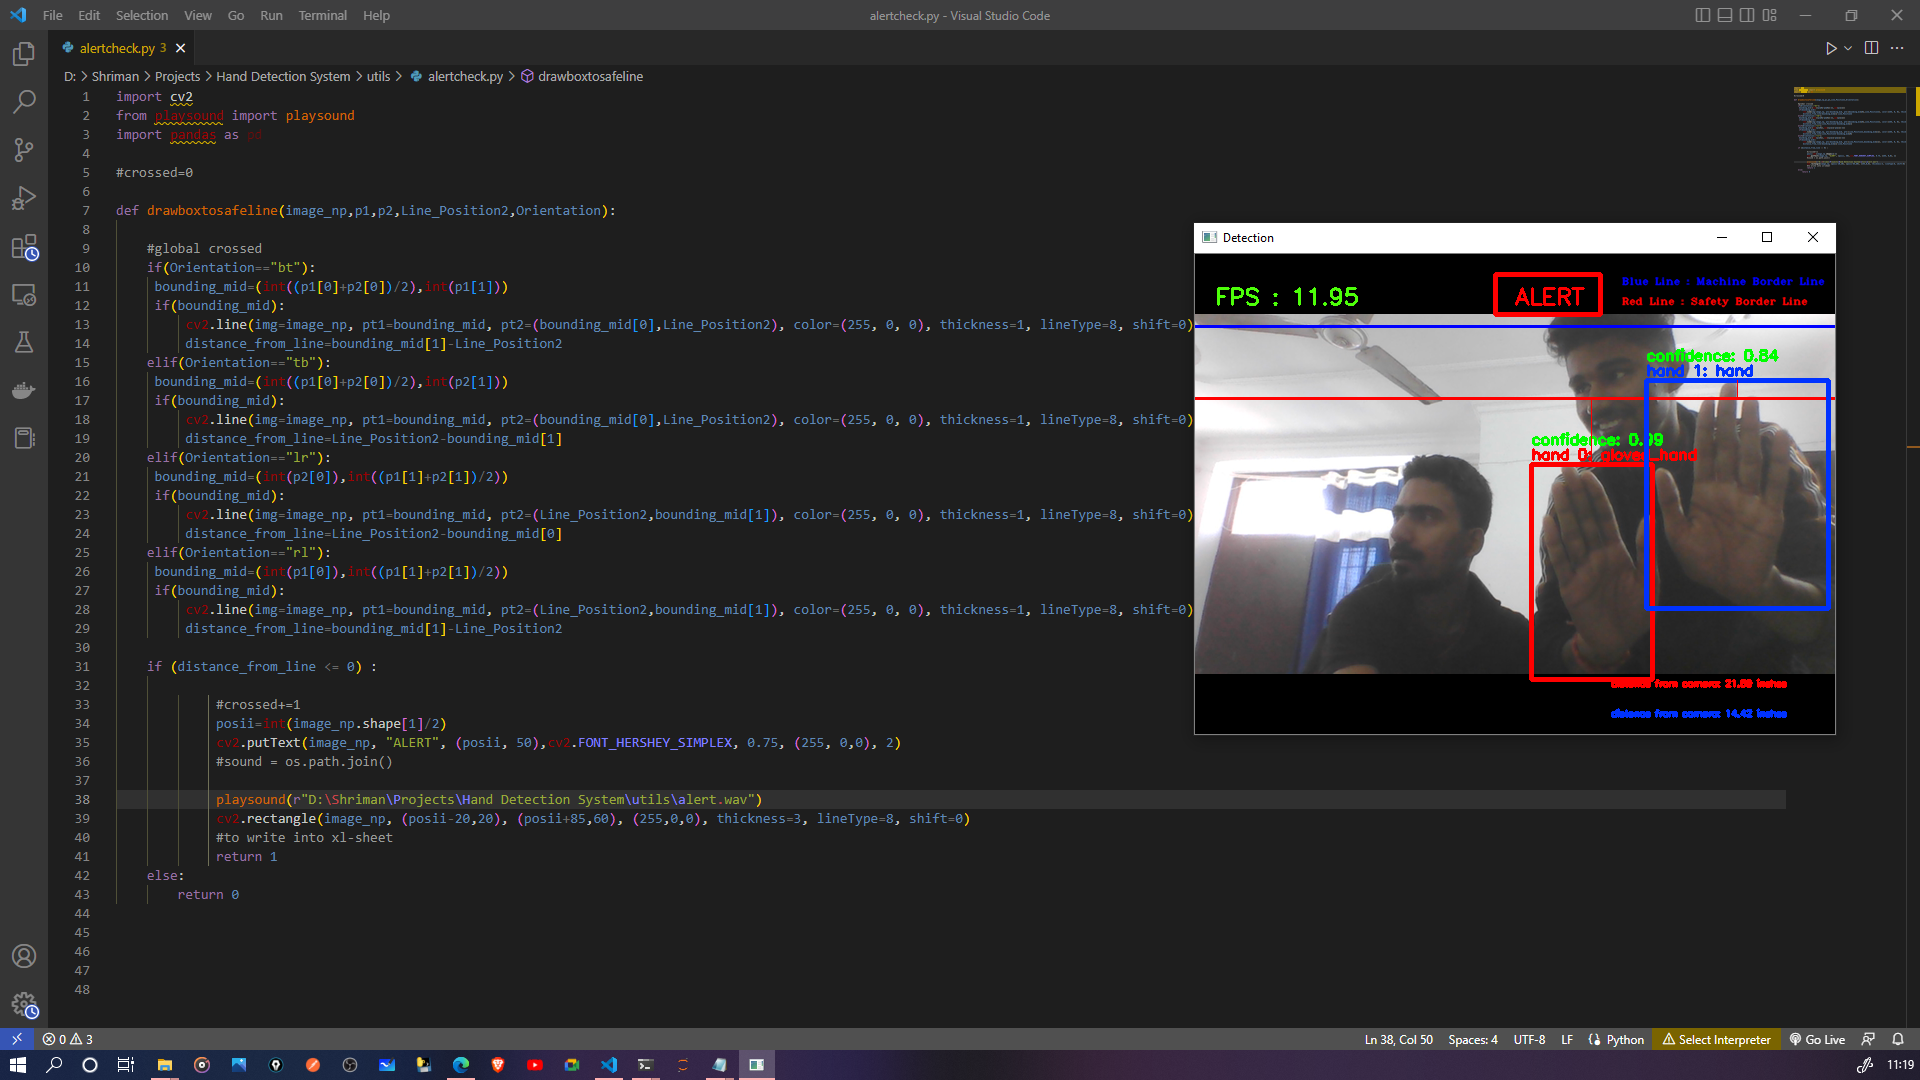 File Edit Selection View Go Run Terminal Help
alertcheck.py - Visual Studio Code
alertcheck.py 3
D: > Shriman > Projects > Hand Detection System > utils > alertcheck.py > drawboxtosafeline
1 import cv2
2 from playsound import playsound
3 import pandas as pd
4
5 #crossed=0
6
7 def drawboxtosafeline(image_np,p1,p2,Line_Position2,Orientation):
8
9 #global crossed
10 if(Orientation=="bt"):
11 bounding_mid=(int((p1[0]+p2[0])/2),int(p1[1]))
12 if(bounding_mid):
13 cv2.line(img=image_np, pt1=bounding_mid, pt2=(bounding_mid[0],Line_Position2), color=(255, 0, 0), thickness=1, lineType=8, shift=0)
14 distance_from_line=bounding_mid[1]-Line_Position2
15 elif(Orientation=="tb"):
16 bounding_mid=(int((p1[0]+p2[0])/2),int(p2[1]))
17 if(bounding_mid):
18 cv2.line(img=image_np, pt1=bounding_mid, pt2=(bounding_mid[0],Line_Position2), color=(255, 0, 0), thickness=1, lineType=8, shift=0)
19 distance_from_line=Line_Position2-bounding_mid[1]
20 elif(Orientation=="lr"):
21 bounding_mid=(int(p2[0]),int((p1[1]+p2[1])/2))
22 if(bounding_mid):
23 cv2.line(img=image_np, pt1=bounding_mid, pt2=(Line_Position2,bounding_mid[1]), color=(255, 0, 0), thickness=1, lineType=8, shift=0)
24 distance_from_line=Line_Position2-bounding_mid[0]
25 elif(Orientation=="rl"):
26 bounding_mid=(int(p1[0]),int((p1[1]+p2[1])/2))
27 if(bounding_mid):
28 cv2.line(img=image_np, pt1=bounding_mid, pt2=(Line_Position2,bounding_mid[1]), color=(255, 0, 0), thickness=1, lineType=8, shift=0)
29 distance_from_line=bounding_mid[1]-Line_Position2
30
31 if (distance_from_line <= 0) :
32
33 #crossed+=1
34 posii=int(image_np.shape[1]/2)
35 cv2.putText(image_np, "ALERT", (posii, 50),cv2.FONT_HERSHEY_SIMPLEX, 0.75, (255, 0,0), 2)
36 #sound = os.path.join()
37
38 playsound(r"D:\Shriman\Projects\Hand Detection System\utils\alert.wav")
39 cv2.rectangle(image_np, (posii-20,20), (posii+85,60), (255,0,0), thickness=3, lineType=8, shift=0)
40 #to write into xl-sheet
41 return 1
42 else:
43 return 0
44
45
46
47
48
Detection
FPS : 11.95
ALERT
Blue Line : Machine Border Line
Red Line : Safety Border Line
confidence: 0.84
hand 1: hand
confidence: 0.99
hand 0: gloves_hand
distance from camera: 21.89 inches
distance from camera: 14.42 inches
0 3
Ln 38, Col 50 Spaces: 4 UTF-8 LF Python Select Interpreter Go Live
11:19